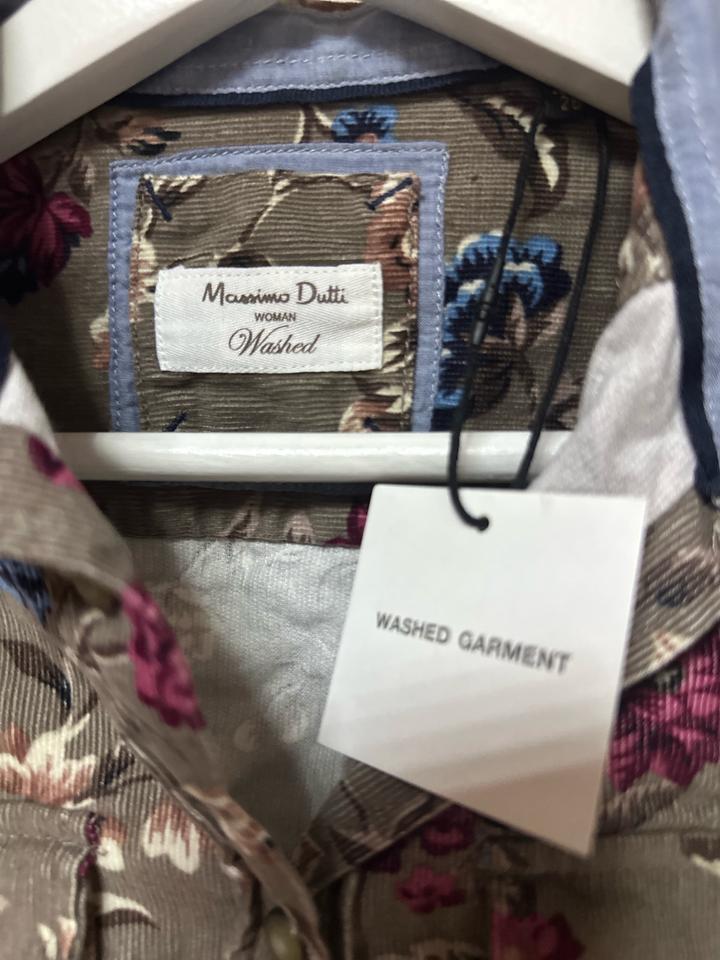 Massimo Dutti
WOMAN
Washed
WASHED GARMENT